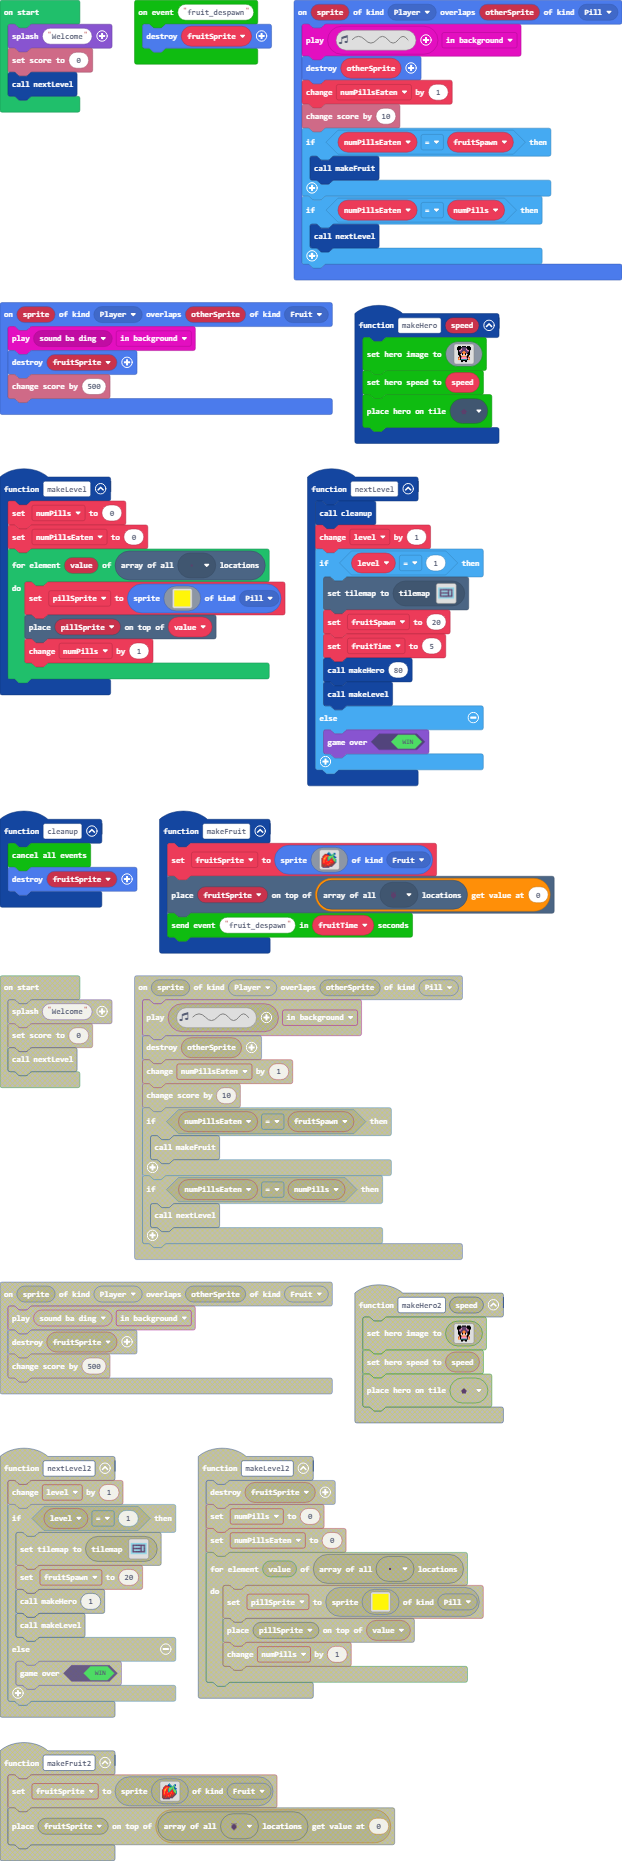 on start
splash "Welcome"
set score to 0
call nextLevel
on event "fruit_despawn"
destroy fruitSprite
on sprite of kind Player overlaps otherSprite of kind Pill
play in background
destroy otherSprite
change numPillsEaten by 1
change score by 10
if numPillsEaten = fruitSpawn then
call makeFruit
if numPillsEaten = numPills then
call nextLevel
on sprite of kind Player overlaps otherSprite of kind Fruit
play sound ba ding in background
destroy fruitSprite
change score by 500
function makeHero speed
set hero image to
set hero speed to speed
place hero on tile
function makeLevel
set numPills to 0
set numPillsEaten to 0
for element value of array of all locations
do
set pillSprite to sprite of kind Pill
place pillSprite on top of value
change numPills by 1
function nextLevel
call cleanup
change level by 1
if level = 1 then
set tilemap to tilemap
set fruitSpawn to 20
set fruitTime to 5
call makeHero 80
call makeLevel
else
game over WIN
function cleanup
cancel all events
destroy fruitSprite
function makeFruit
set fruitSprite to sprite of kind Fruit
place fruitSprite on top of array of all locations get value at 0
send event "fruit_despawn" in fruitTime seconds
on start
splash "Welcome"
set score to 0
call nextLevel
on sprite of kind Player overlaps otherSprite of kind Pill
play in background
destroy otherSprite
change numPillsEaten by 1
change score by 10
if numPillsEaten = fruitSpawn then
call makeFruit
if numPillsEaten = numPills then
call nextLevel
on sprite of kind Player overlaps otherSprite of kind Fruit
play sound ba ding in background
destroy fruitSprite
change score by 500
function makeHero2 speed
set hero image to
set hero speed to speed
place hero on tile
function nextLevel2
change level by 1
if level = 1 then
set tilemap to tilemap
set fruitSpawn to 20
call makeHero 1
call makeLevel
else
game over WIN
function makeLevel2
destroy fruitSprite
set numPills to 0
set numPillsEaten to 0
for element value of array of all locations
do
set pillSprite to sprite of kind Pill
place pillSprite on top of value
change numPills by 1
function makeFruit2
set fruitSprite to sprite of kind Fruit
place fruitSprite on top of array of all locations get value at 0